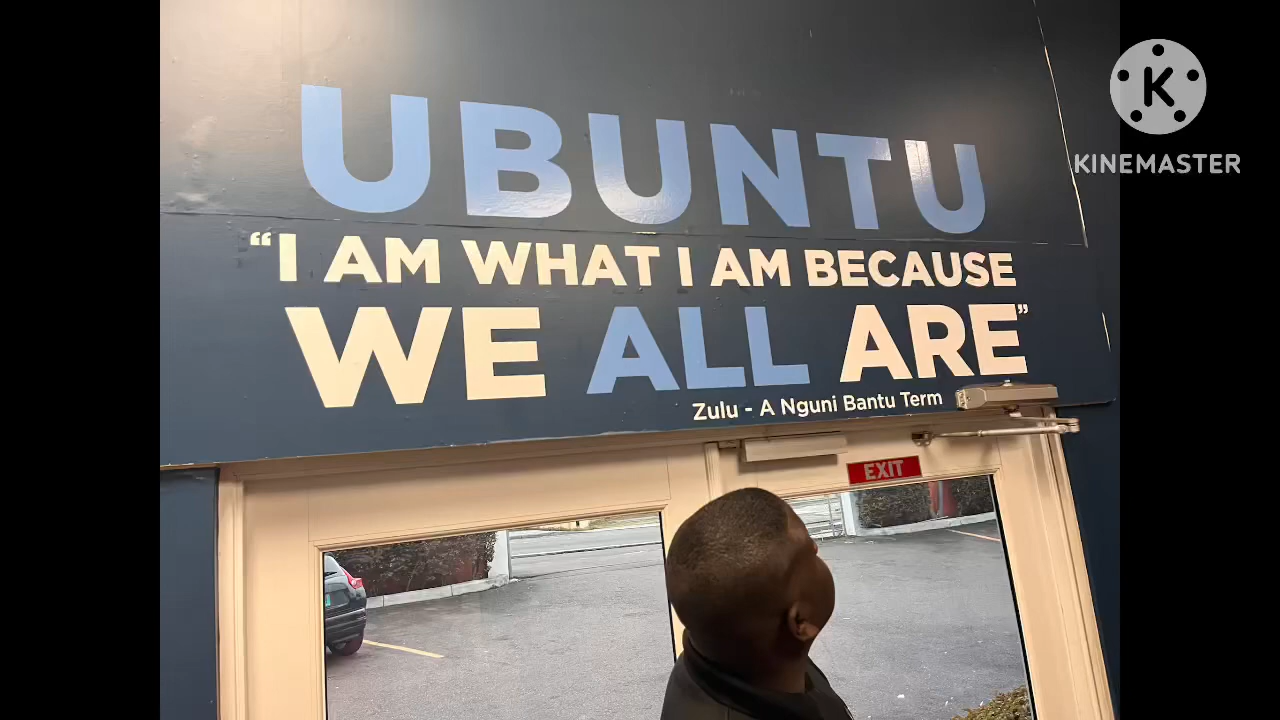 UBUNTU
“I AM WHAT I AM BECAUSE
WE ALL ARE”
Zulu - A Nguni Bantu Term
EXIT
K
KINEMASTER